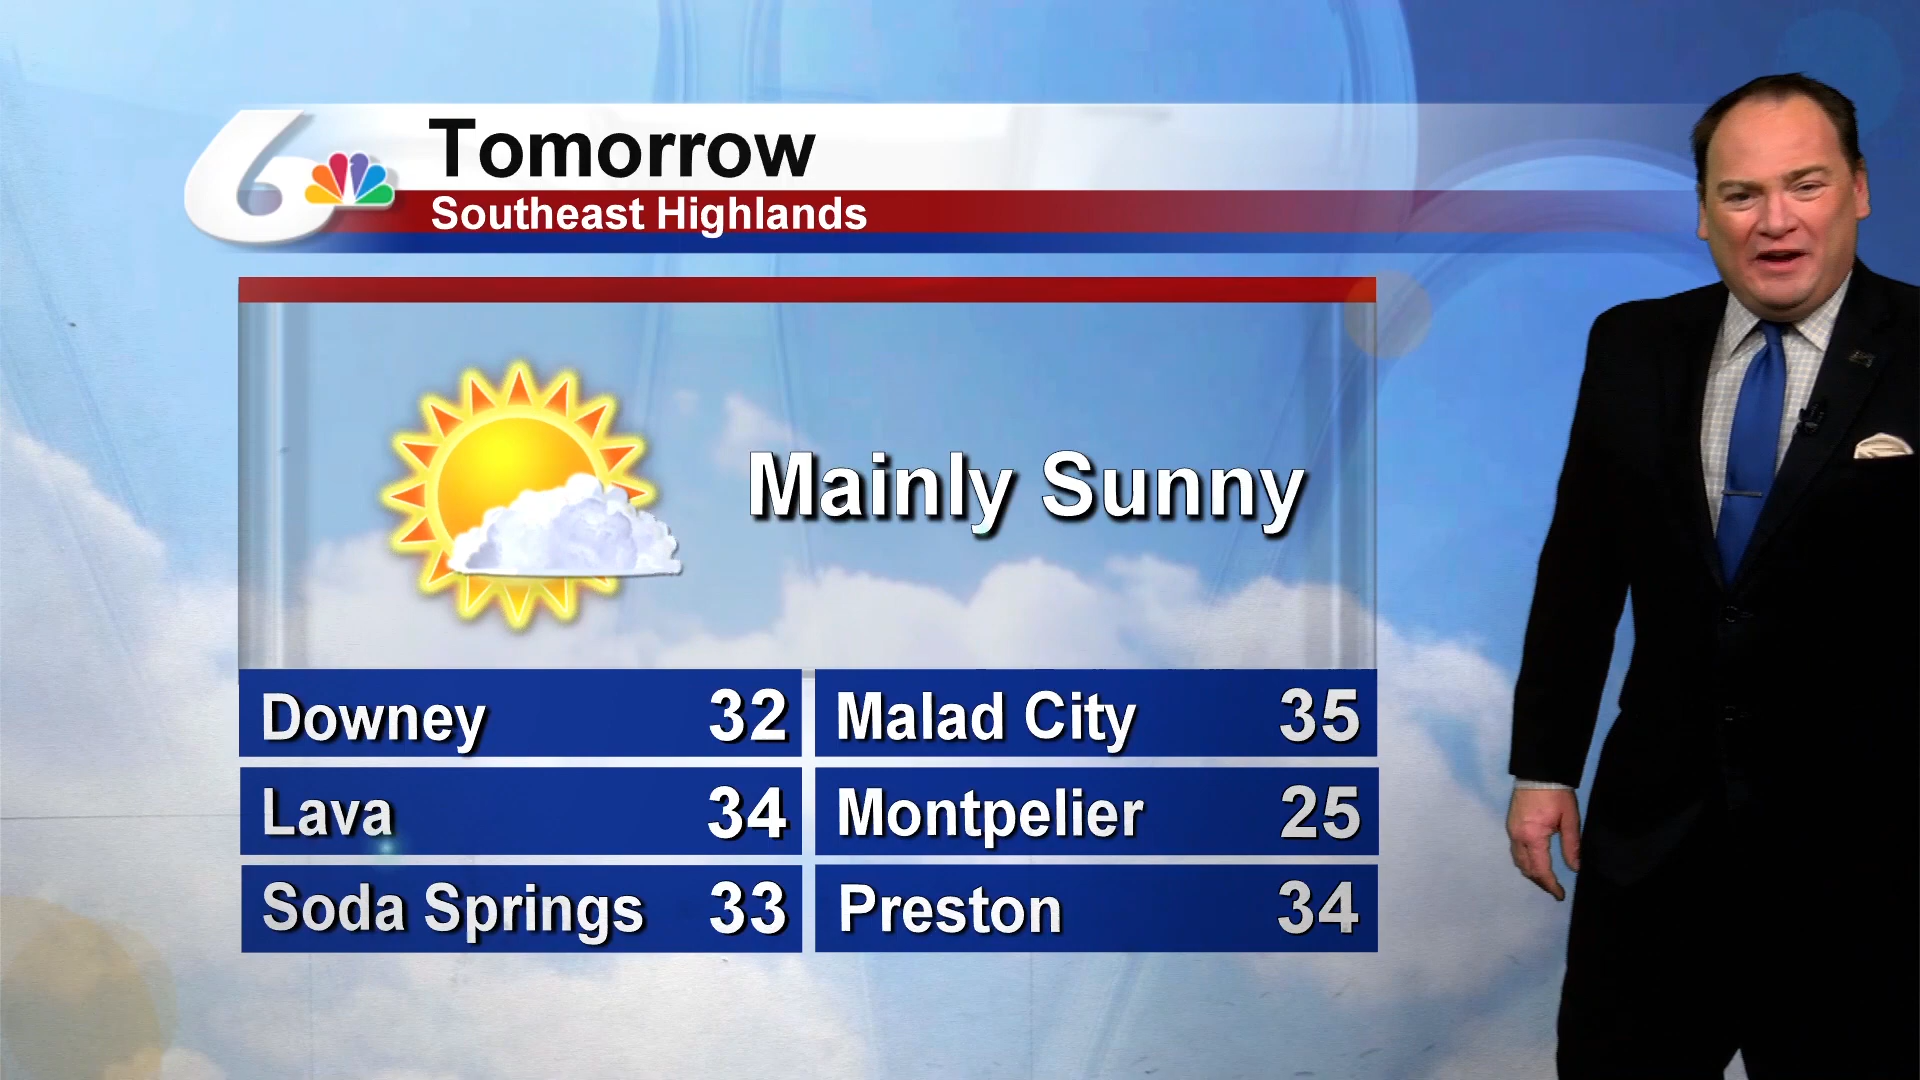 6
Tomorrow
Southeast Highlands
Mainly Sunny
Downey 32
Malad City 35
Lava 34
Montpelier 25
Soda Springs 33
Preston 34